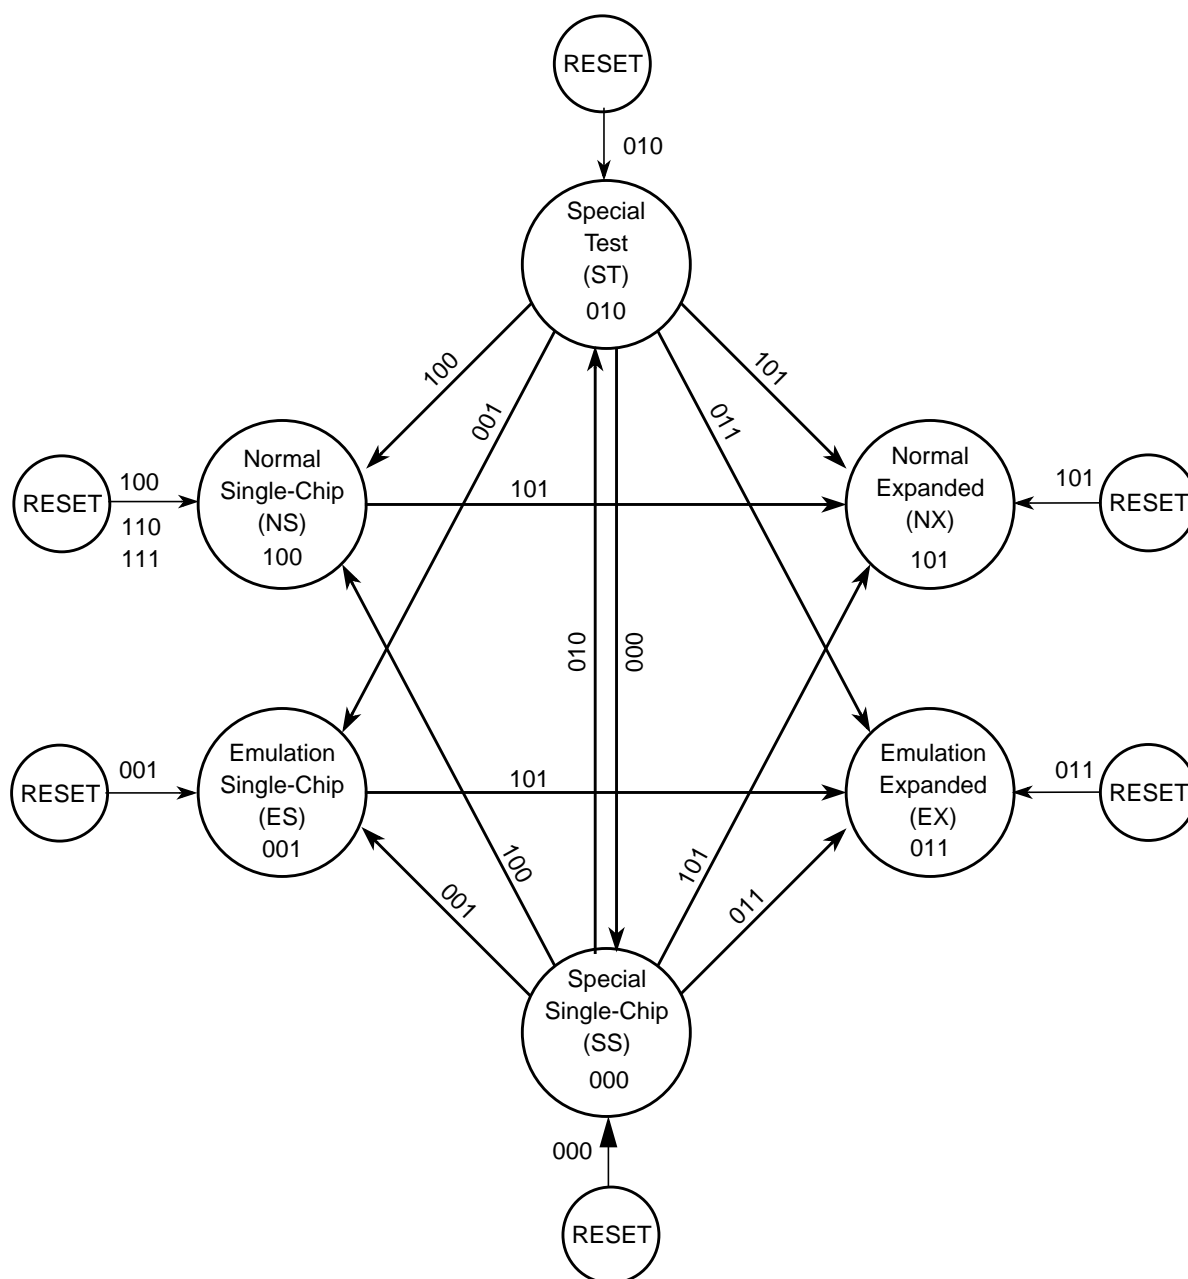 RESET
010
Special
Test
(ST)
010
100
101
001
011
Normal
Single-Chip
(NS)
100
Normal
Expanded
(NX)
101
RESET
100
110
111
101
101
RESET
010
000
Emulation
Single-Chip
(ES)
001
Emulation
Expanded
(EX)
011
RESET
001
101
011
RESET
100
101
001
011
Special
Single-Chip
(SS)
000
000
RESET